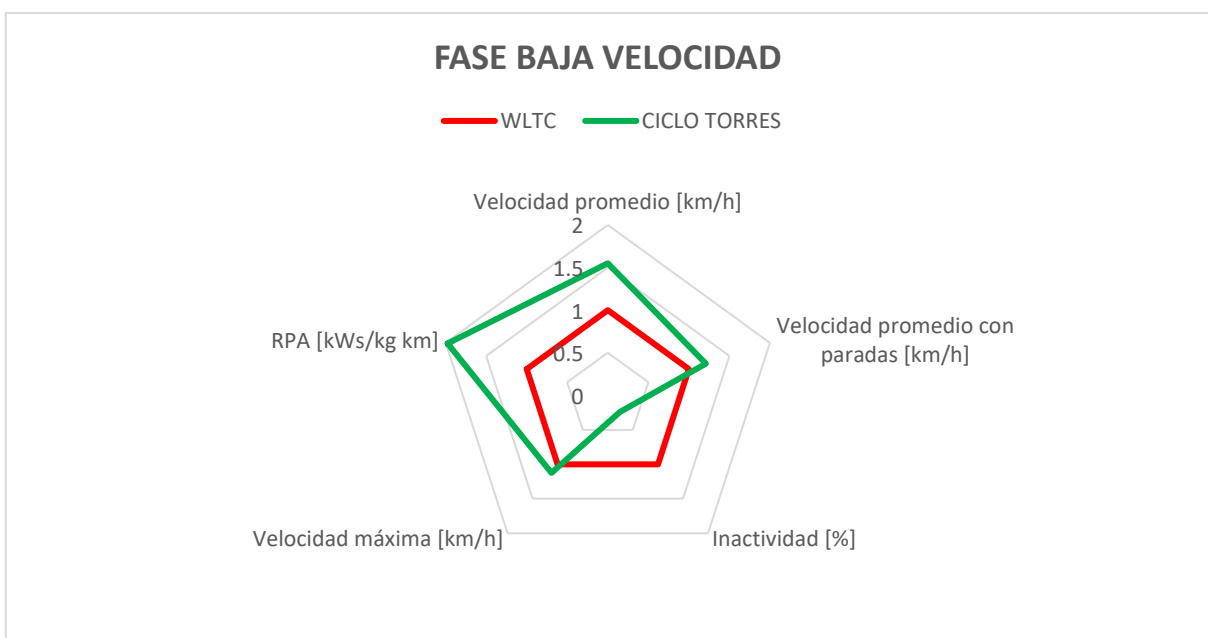 FASE BAJA VELOCIDAD
WLTC
CICLO TORRES
Velocidad promedio [km/h]
2
1.5
1
0.5
0
Velocidad promedio con
paradas [km/h]
Inactividad [%]
Velocidad máxima [km/h]
RPA [kWs/kg km]